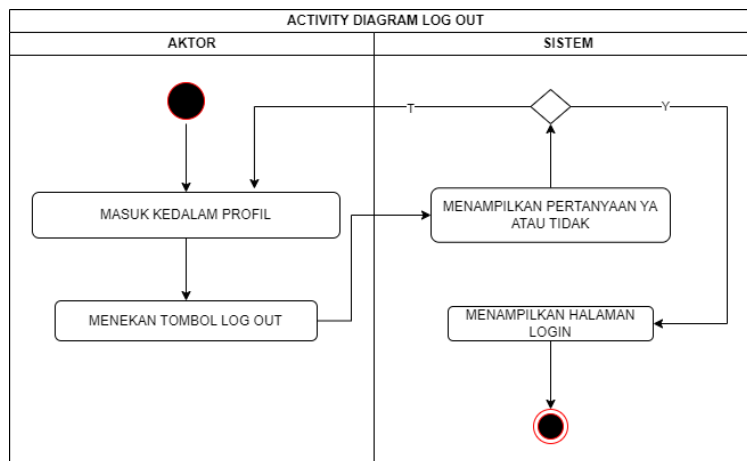 ACTIVITY DIAGRAM LOG OUT
AKTOR
SISTEM
T
Y
MASUK KEDALAM PROFIL
MENAMPILKAN PERTANYAAN YA
ATAU TIDAK
MENEKAN TOMBOL LOG OUT
MENAMPILKAN HALAMAN
LOGIN